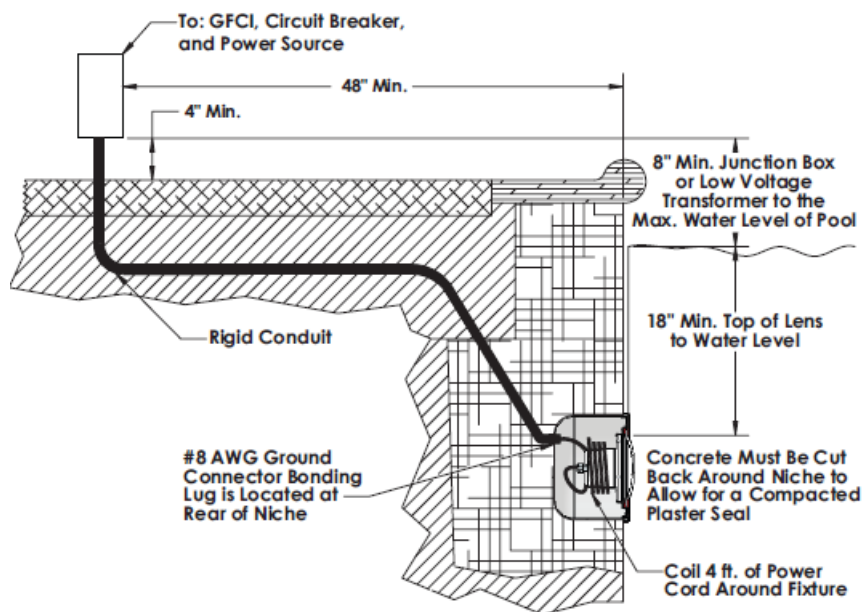 To: GFCI, Circuit Breaker,
and Power Source
48" Min.
4" Min.
8" Min. Junction Box
or Low Voltage
Transformer to the
Max. Water Level of Pool
Rigid Conduit
18" Min. Top of Lens
to Water Level
#8 AWG Ground
Connector Bonding
Lug is Located at
Rear of Niche
Concrete Must Be Cut
Back Around Niche to
Allow for a Compacted
Plaster Seal
Coil 4 ft. of Power
Cord Around Fixture